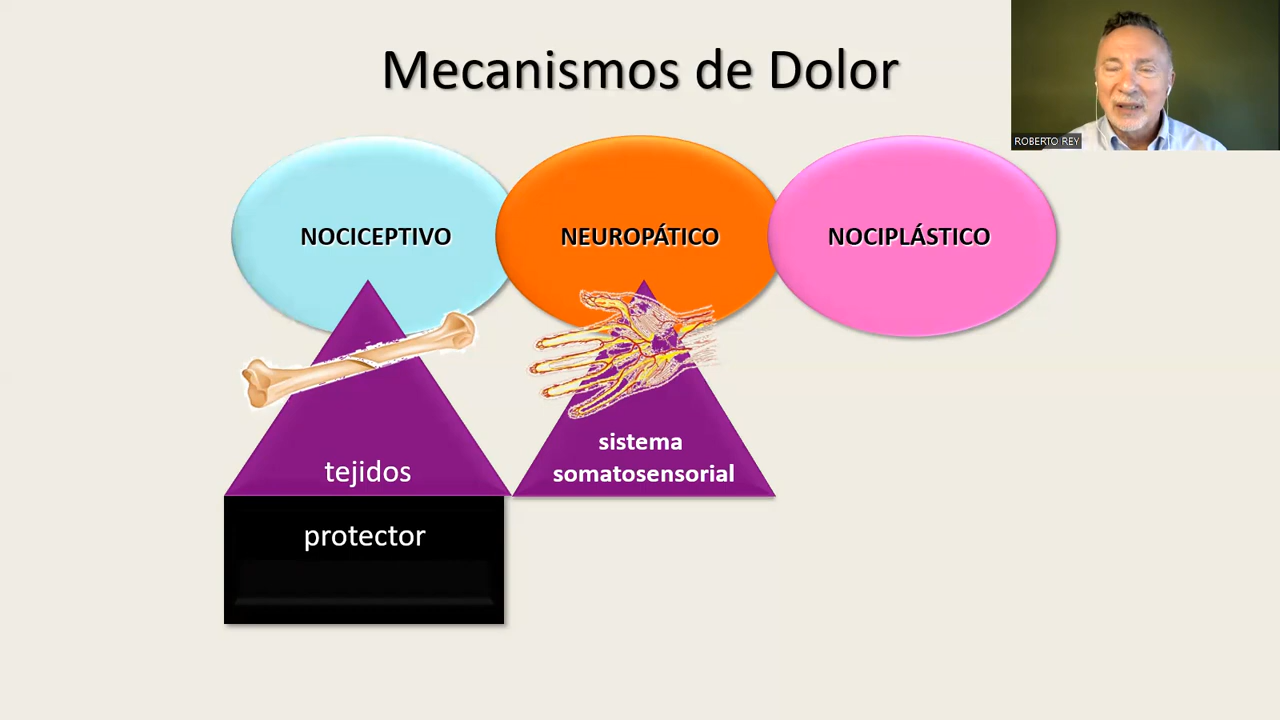 Mecanismos de Dolor
ROBERTO REY
NOCICEPTIVO
NEUROPÁTICO
NOCIPLÁSTICO
tejidos
sistema
somatosensorial
protector